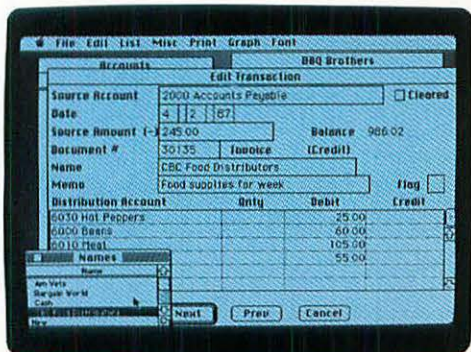 File Edit List Misc Print Graph Font
Accounts
BBQ Brothers
Edit Transaction
Source Account 2000 Accounts Payable Cleared
Date 4 2 87
Source Amount (-) 245.00 Balance 986.02
Document # 30135 Invoice (Credit)
Name CBC Food Distributors
Memo Food supplies for week Flag
Distribution Account Qnty Debit Credit
6030 Hot Peppers 25.00
6000 Beans 60.00
6010 Meat 105.00
55.00
Names
Name
Am Vets
Bargain World
Cash
New
Next Prev Cancel